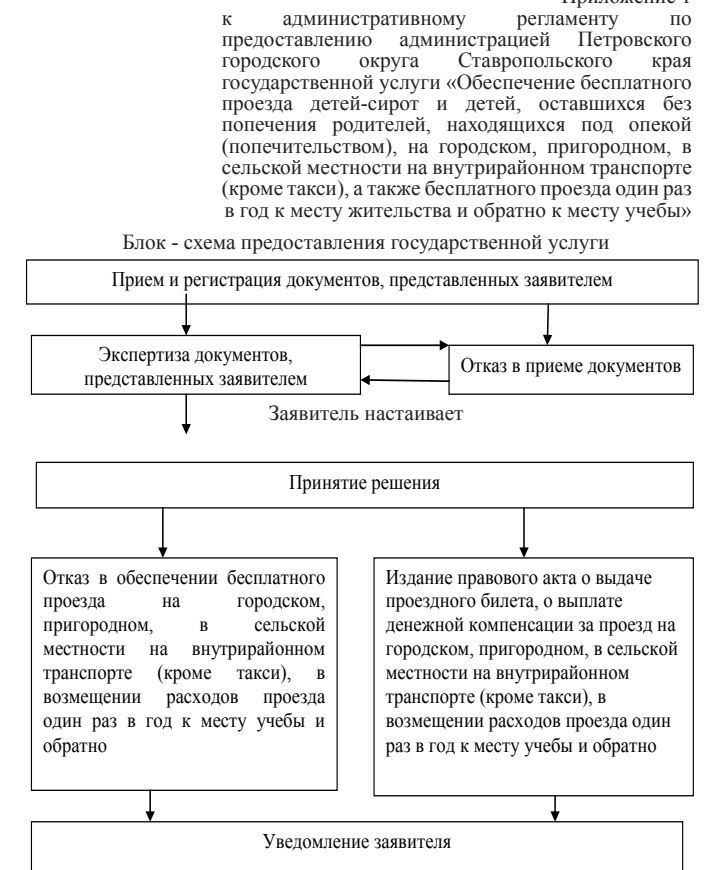 Приложение 1
к административному регламенту по
предоставлению администрацией Петровского
городского округа Ставропольского края
государственной услуги «Обеспечение бесплатного
проезда детей-сирот и детей, оставшихся без
попечения родителей, находящихся под опекой
(попечительством), на городском, пригородном, в
сельской местности на внутрирайонном транспорте
(кроме такси), а также бесплатного проезда один раз
в год к месту жительства и обратно к месту учебы»
Блок - схема предоставления государственной услуги
Прием и регистрация документов, представленных заявителем
Экспертиза документов,
представленных заявителем
Отказ в приеме документов
Заявитель настаивает
Принятие решения
Отказ в обеспечении бесплатного
проезда на городском,
пригородном, в сельской
местности на внутрирайонном
транспорте (кроме такси), в
возмещении расходов проезда
один раз в год к месту учебы и
обратно
Издание правового акта о выдаче
проездного билета, о выплате
денежной компенсации за проезд на
городском, пригородном, в сельской
местности на внутрирайонном
транспорте (кроме такси), в
возмещении расходов проезда один
раз в год к месту учебы и обратно
Уведомление заявителя